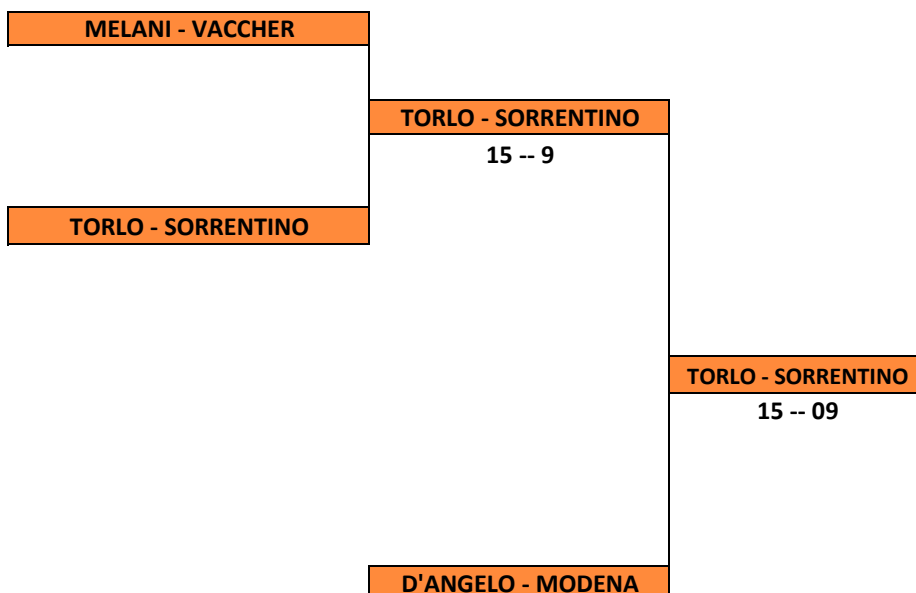 MELANI - VACCHER
TORLO - SORRENTINO
15 -- 9
TORLO - SORRENTINO
TORLO - SORRENTINO
15 -- 09
D'ANGELO - MODENA